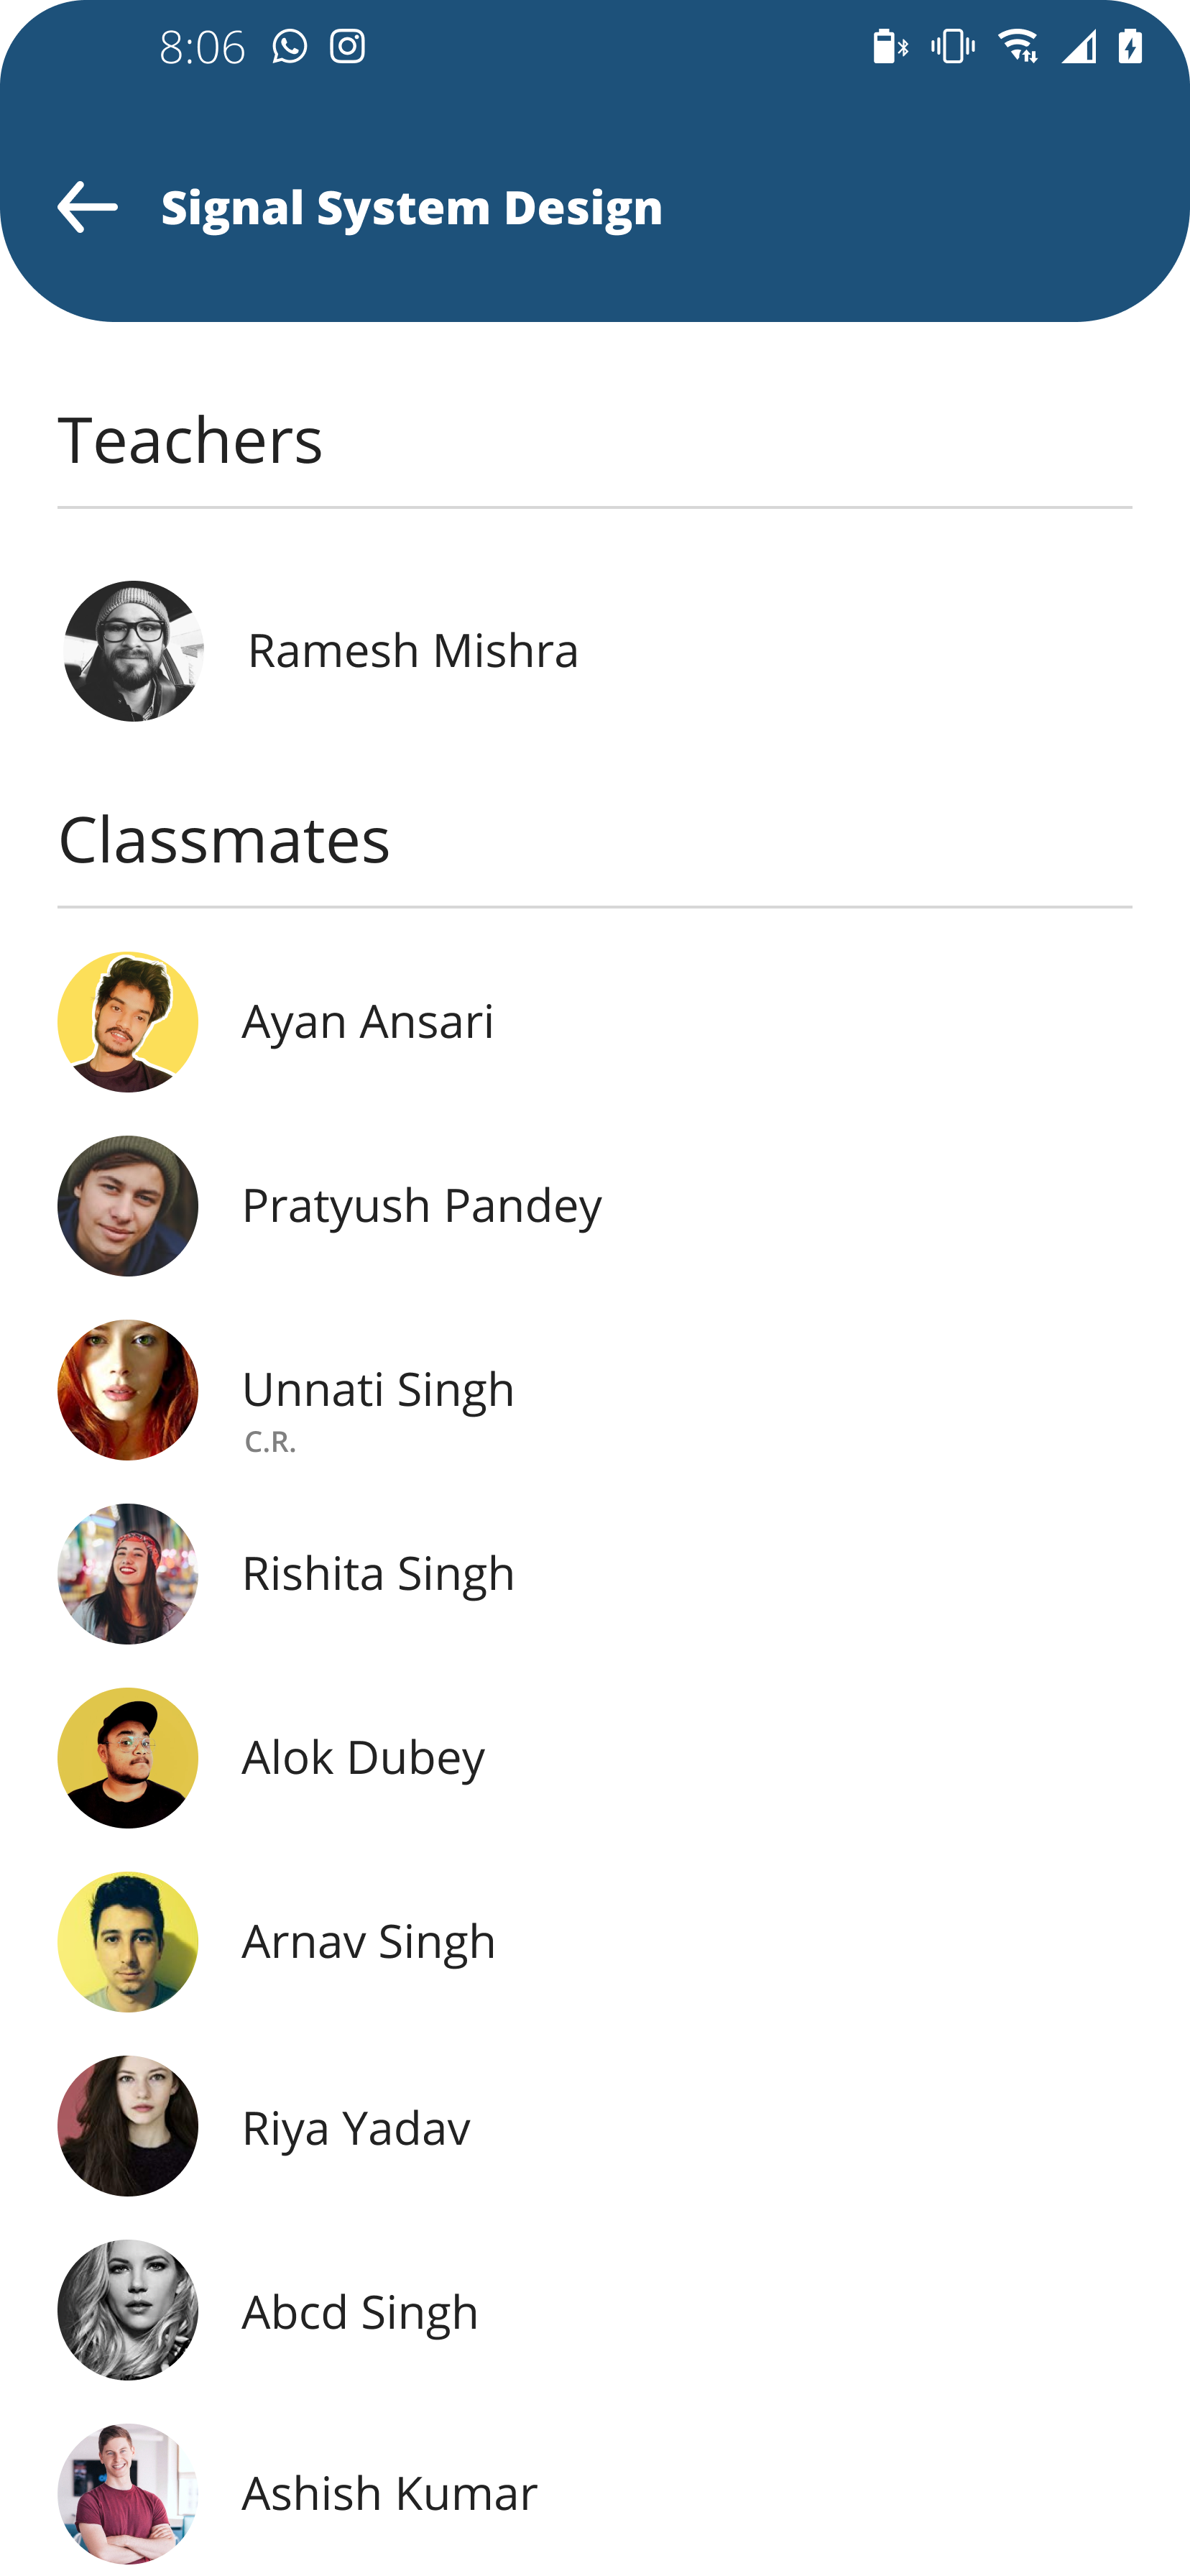 8:06
Signal System Design
Teachers
Ramesh Mishra
Classmates
Ayan Ansari
Pratyush Pandey
Unnati Singh
C.R.
Rishita Singh
Alok Dubey
Arnav Singh
Riya Yadav
Abcd Singh
Ashish Kumar